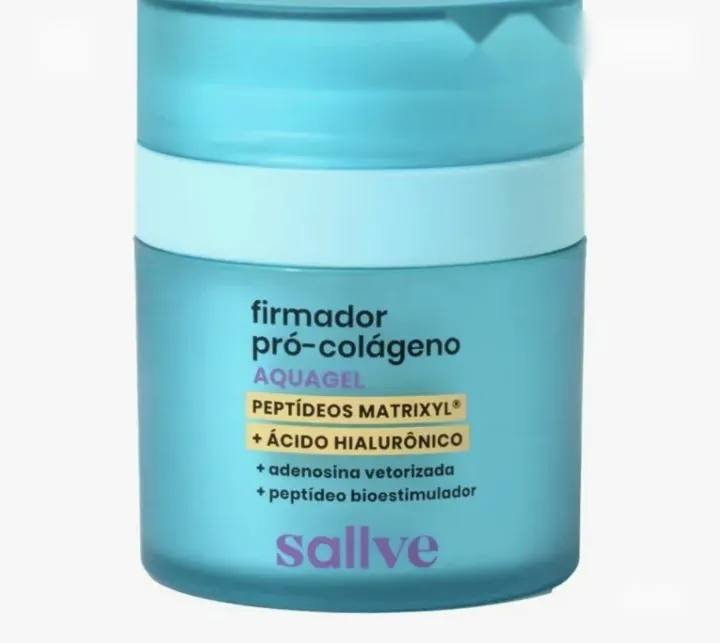 firmador
pró-colágeno
AQUAGEL
PEPTÍDEOS MATRIXYL®
+ ÁCIDO HIALURÔNICO
+ adenosina vetorizada
+ peptídeo bioestimulador
sallve